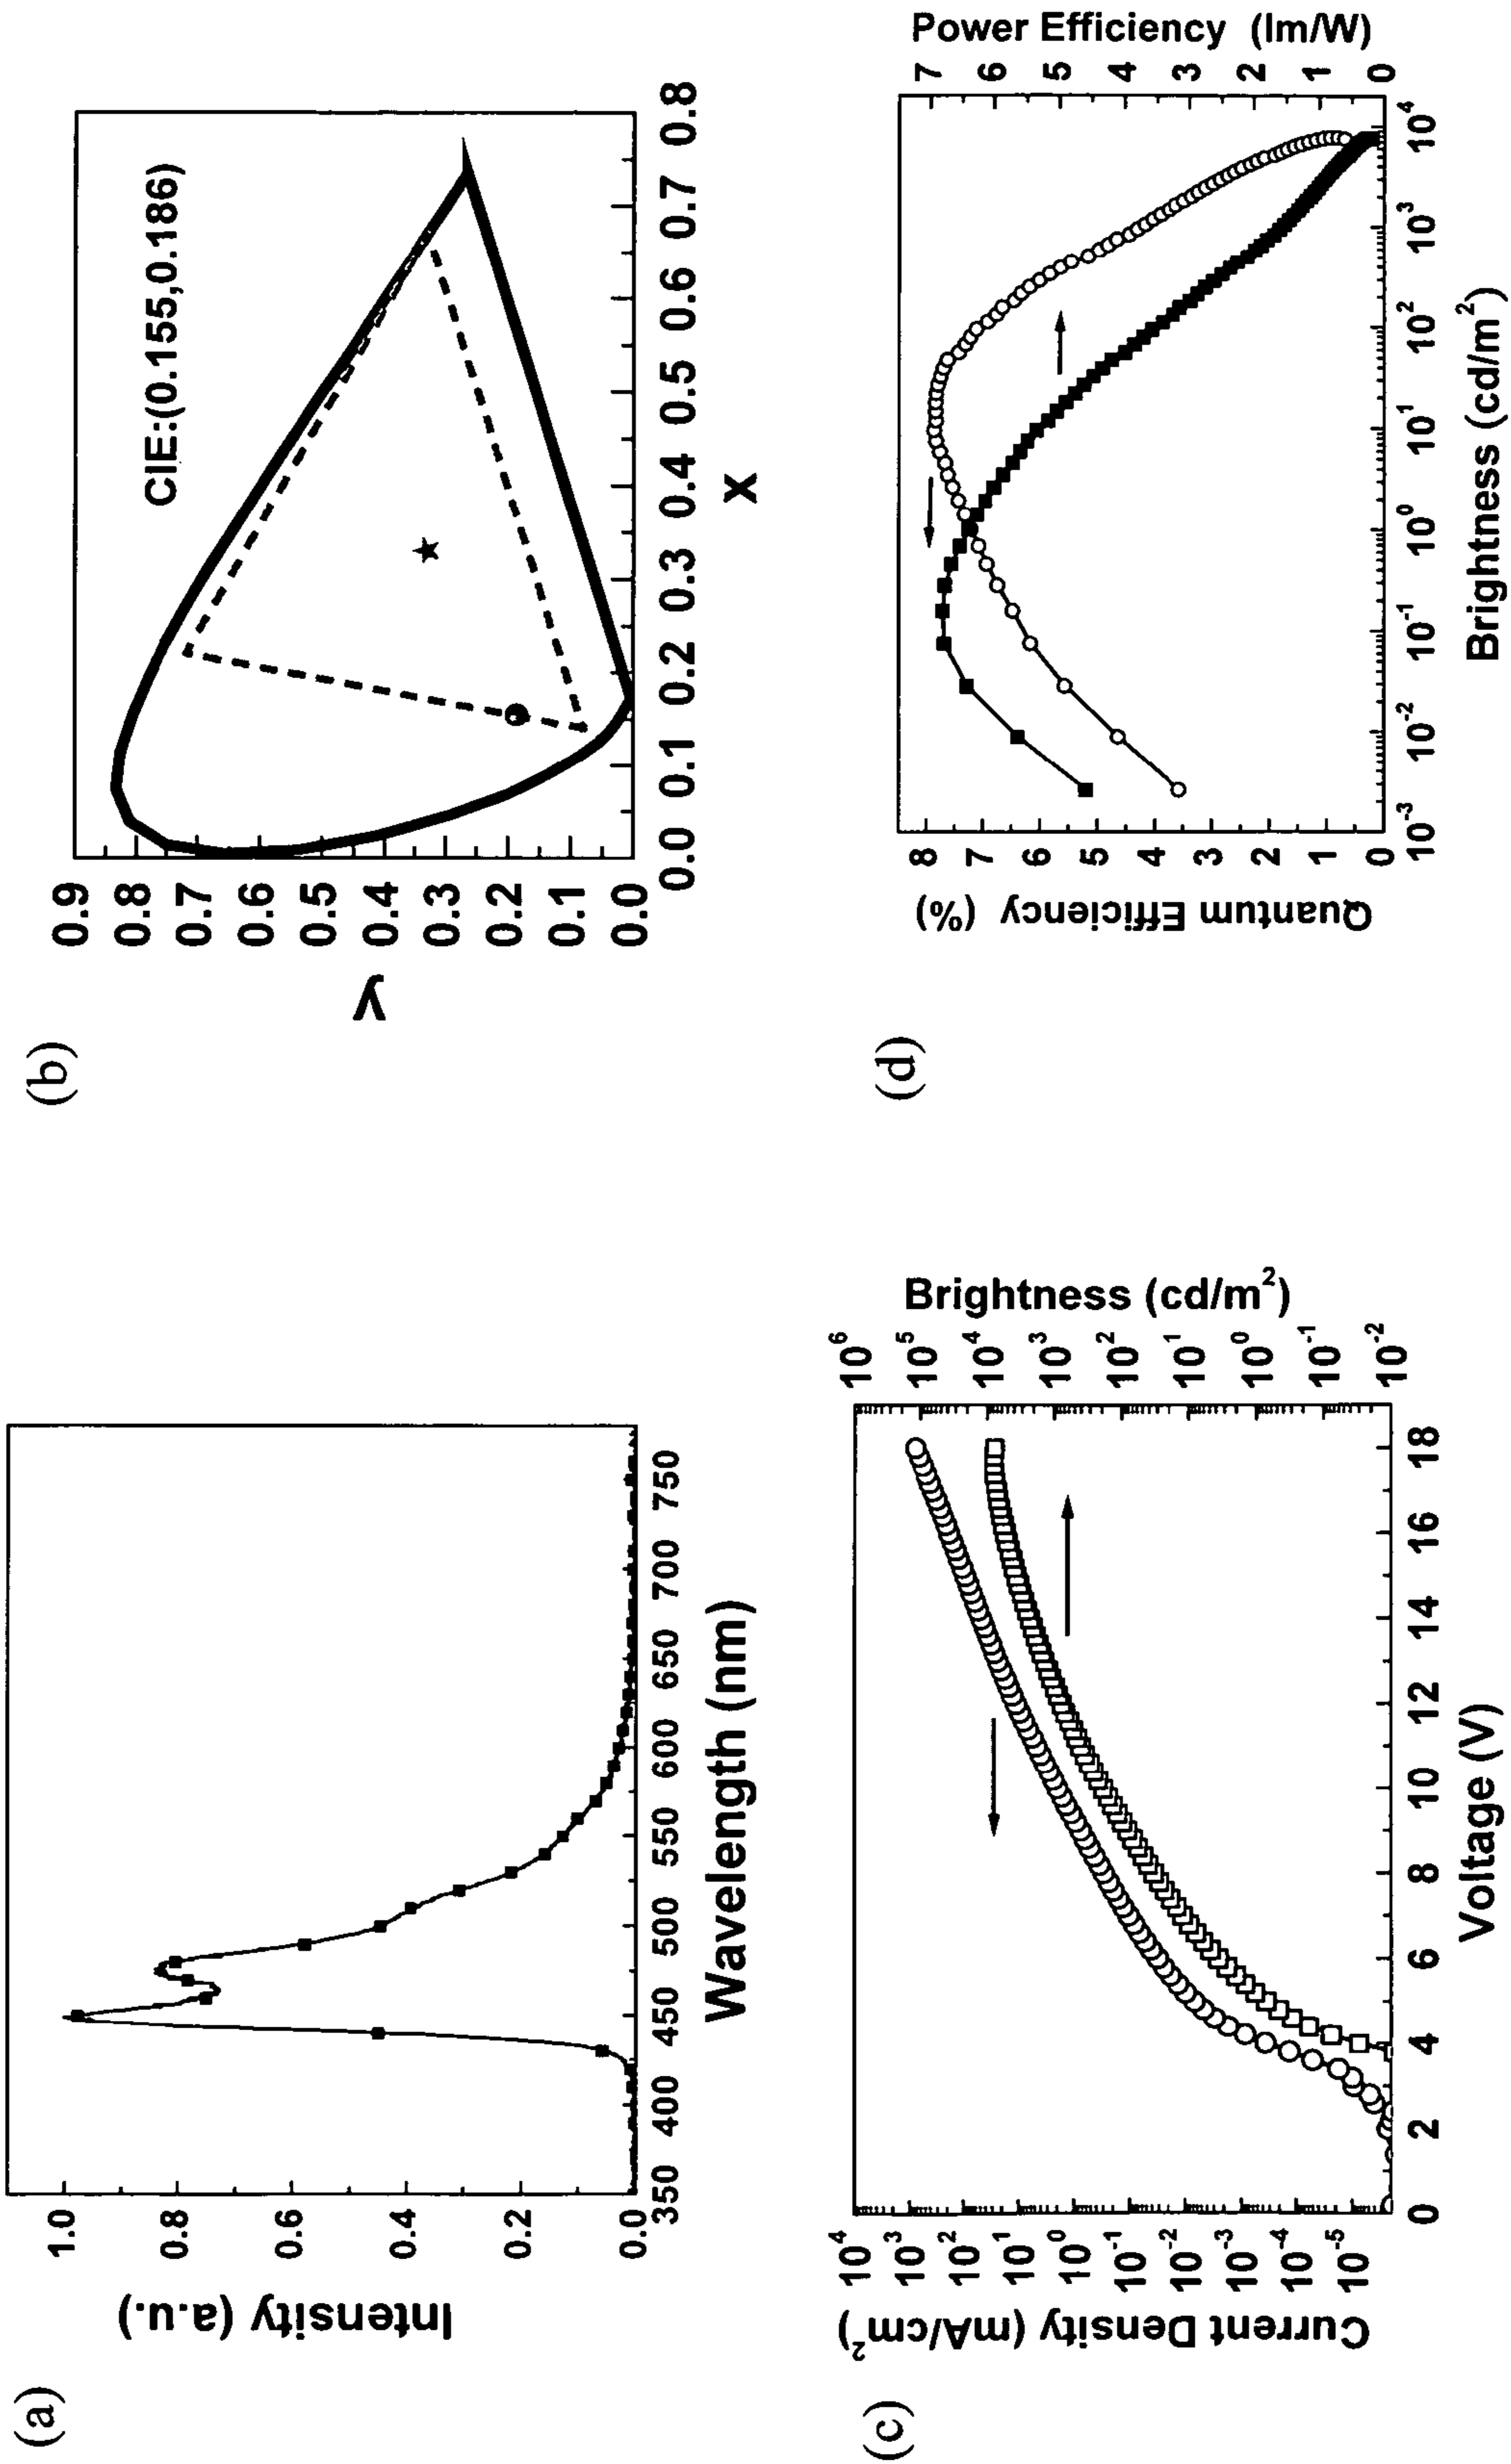 (a)
Intensity (a.u.)
1.0
0.8
0.6
0.4
0.2
0.0
350 400 450 500 550 600 650 700 750
Wavelength (nm)
(b)
CIE:(0.155,0.186)
y
0.9
0.8
0.7
0.6
0.5
0.4
0.3
0.2
0.1
0.0
0.0 0.1 0.2 0.3 0.4 0.5 0.6 0.7 0.8
x
(c)
Current Density (mA/cm²)
10⁴
10³
10²
10¹
10⁰
10⁻¹
10⁻²
10⁻³
10⁻⁴
10⁻⁵
0 2 4 6 8 10 12 14 16 18
Voltage (V)
Brightness (cd/m²)
10⁶
10⁵
10⁴
10³
10²
10¹
10⁰
10⁻¹
10⁻²
(d)
Quantum Efficiency (%)
8
7
6
5
4
3
2
1
0
10⁻³ 10⁻² 10⁻¹ 10⁰ 10¹ 10² 10³ 10⁴
Brightness (cd/m²)
Power Efficiency (lm/W)
7
6
5
4
3
2
1
0